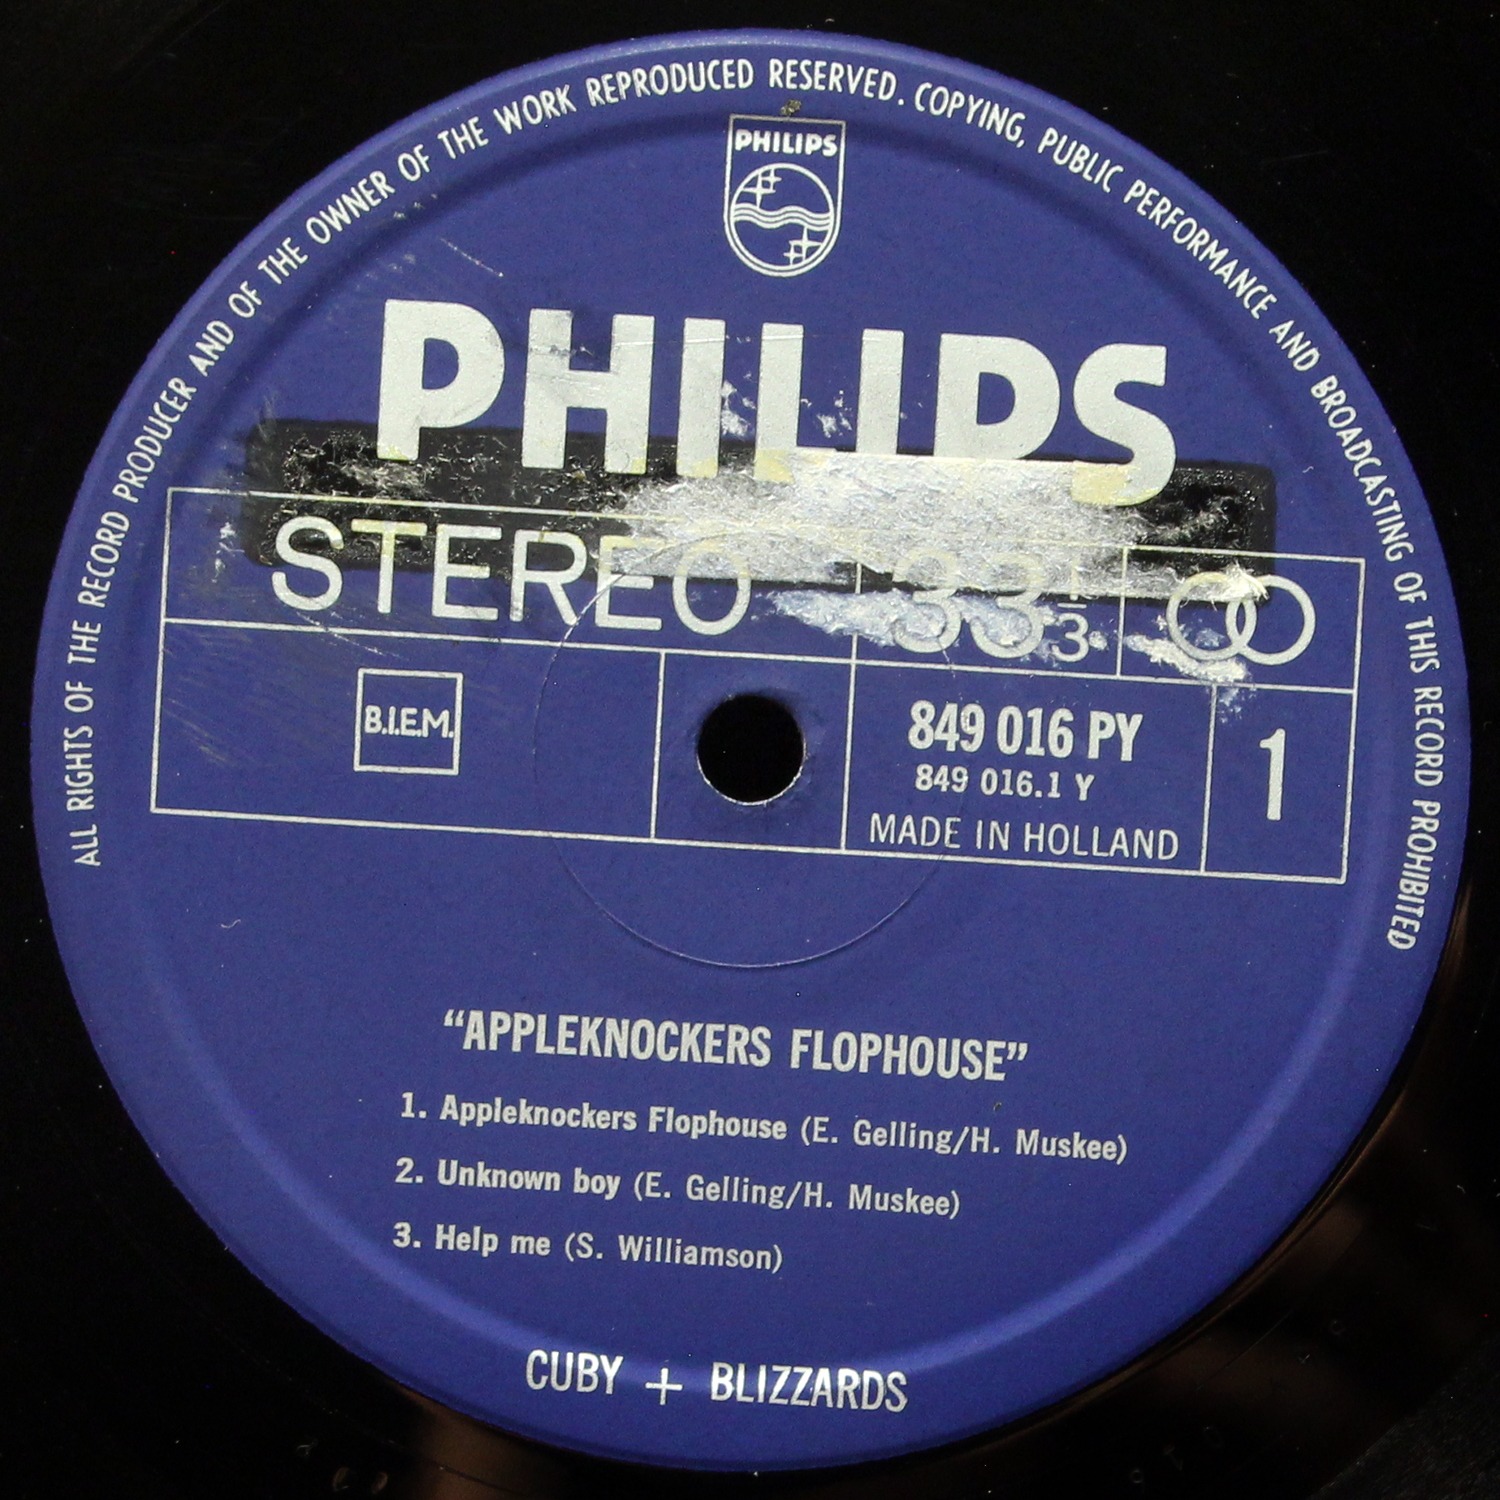 ALL RIGHTS OF THE RECORD PRODUCER AND OF THE OWNER OF THE WORK REPRODUCED RESERVED. COPYING, PUBLIC PERFORMANCE AND BROADCASTING OF THIS RECORD PROHIBITED
PHILIPS
PHILIPS
STEREO 33 1/3
B.I.E.M.
849 016 PY
849 016.1 Y
MADE IN HOLLAND
1
"APPLEKNOCKERS FLOPHOUSE"
1. Appleknockers Flophouse (E. Gelling/H. Muskee)
2. Unknown boy (E. Gelling/H. Muskee)
3. Help me (S. Williamson)
CUBY + BLIZZARDS